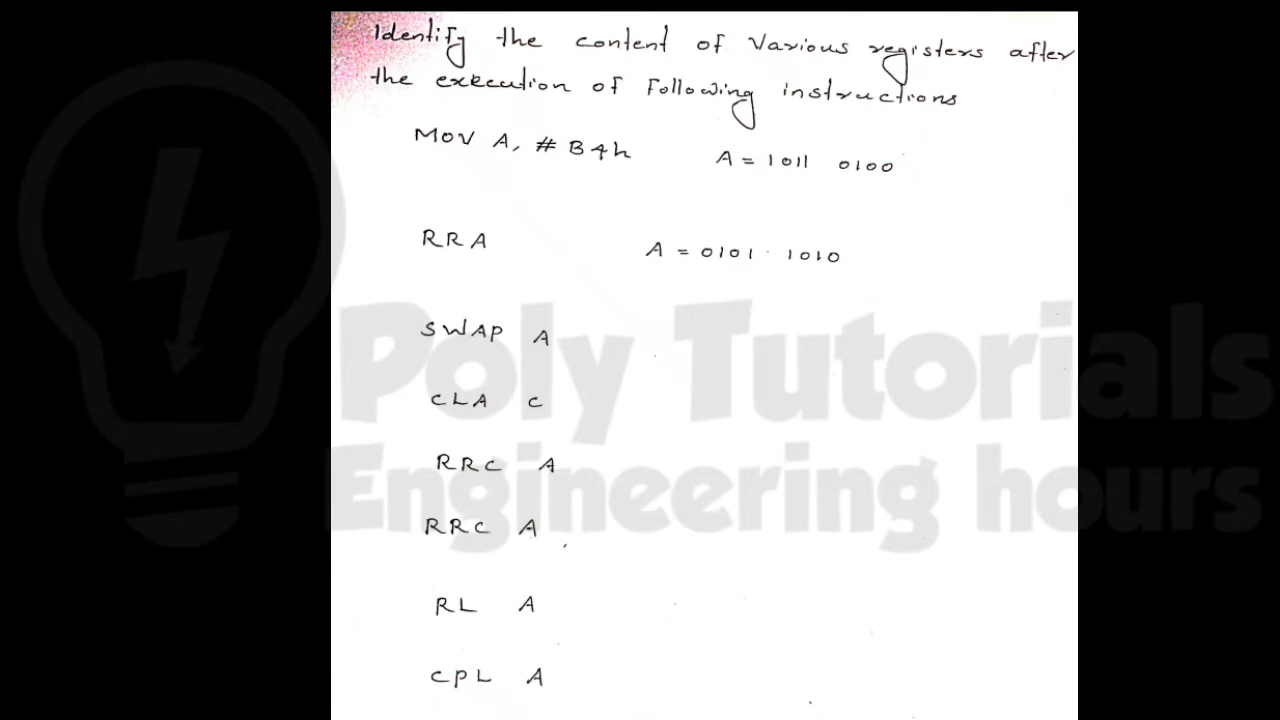 Identify the content of various registers after
the execution of following instructions
MOV A, # B4h A = 1011 0100
RRA A = 0101 1010
SWAP A
CLA C
RRC A
RRC A
RL A
CPL A
Poly Tutorials
Engineering hours